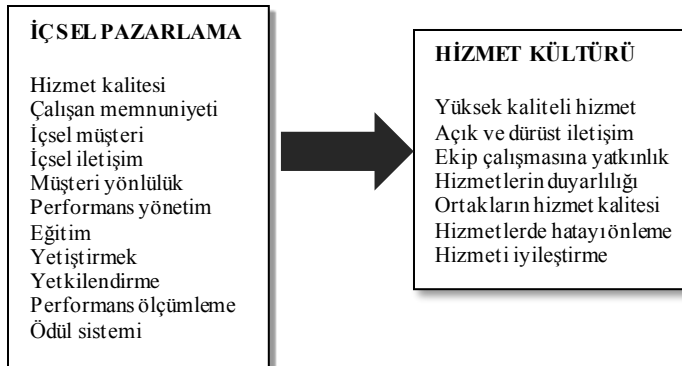 İÇSEL PAZARLAMA
Hizmet kalitesi
Çalışan memnuniyeti
İçsel müşteri
İçsel iletişim
Müşteri yönlülük
Performans yönetim
Eğitim
Yetiştirmek
Yetkilendirme
Performans ölçümleme
Ödül sistemi
HİZMET KÜLTÜRÜ
Yüksek kaliteli hizmet
Açık ve dürüst iletişim
Ekip çalışmasına yatkınlık
Hizmetlerin duyarlılığı
Ortakların hizmet kalitesi
Hizmetlerde hatayı önleme
Hizmeti iyileştirme